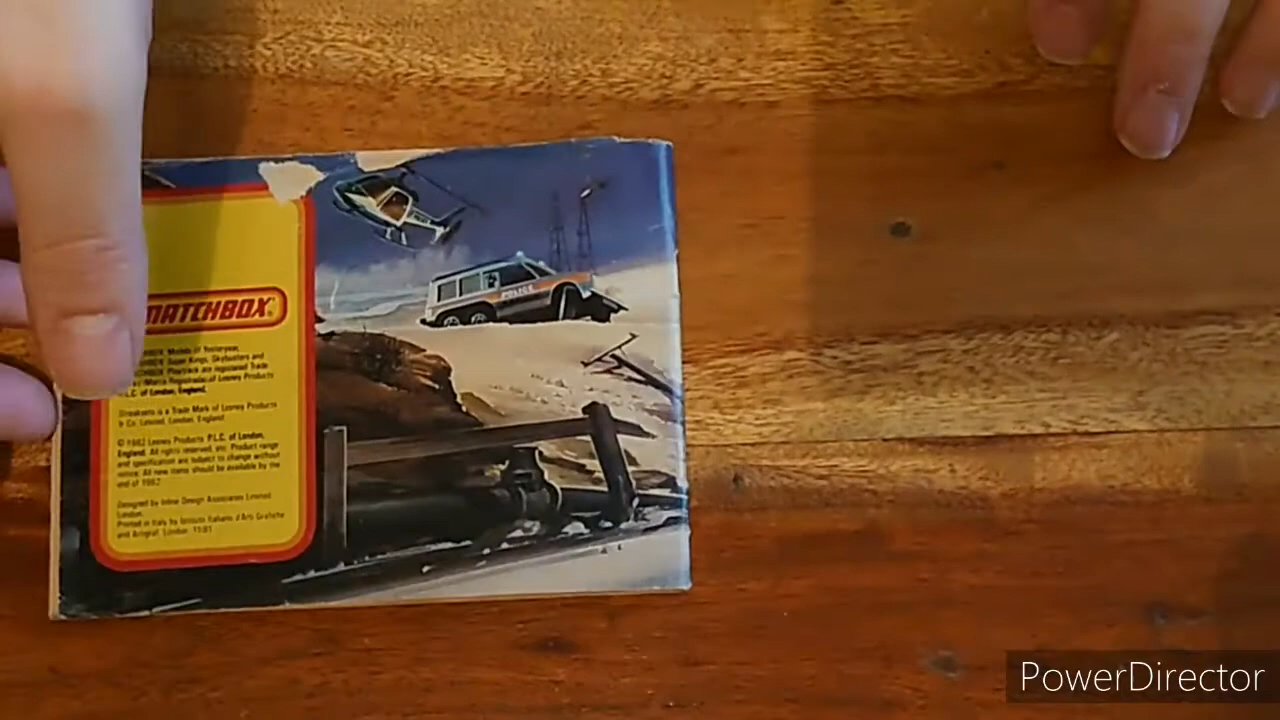 MATCHBOX®
Models of Yesteryear,
Super Kings, Skybusters and
Playtrack are registered Trade
Marca Registrada) of Lesney Products
P.L.C. of London, England.
Streaksets is a Trade Mark of Lesney Products
& Co. Limited, London, England
© 1982 Lesney Products P.L.C. of London,
England. All rights reserved, etc. Product range
and specification are subject to change without
notice. All new items should be available by the
end of 1982
Designed by Inline Design Associates Limited
London.
Printed in Italy by Istituto Italiano d'Arti Grafiche
and Artigraf, London. 11/81
POLICE
PowerDirector